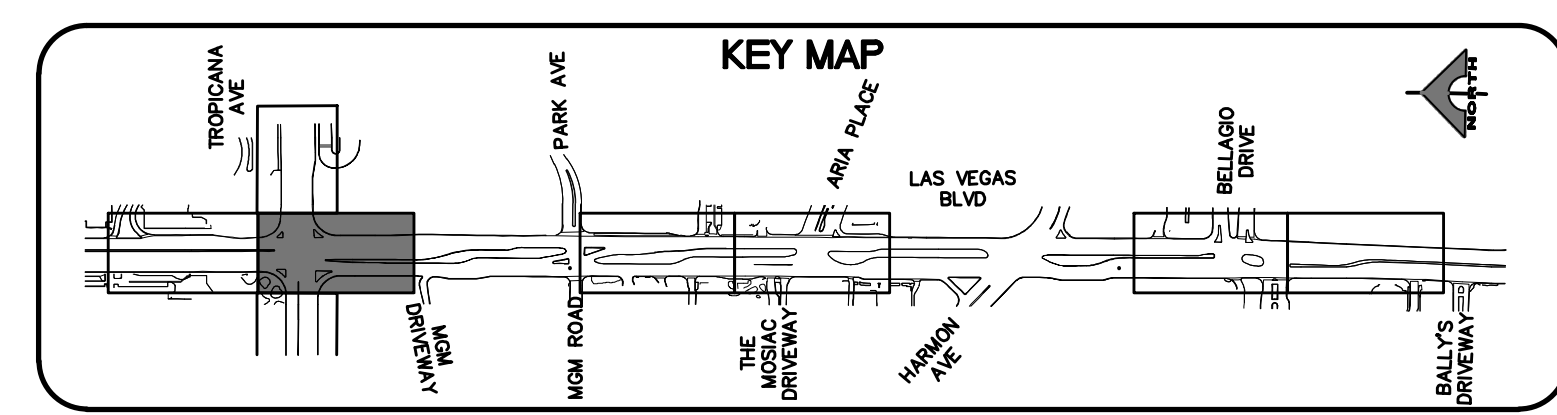 KEY MAP
TROPICANA
AVE
PARK AVE
ARIA PLACE
LAS VEGAS
BLVD
BELLAGIO
DRIVE
NORTH
MGM
DRIVEWAY
MGM ROAD
THE
MOSIAC
DRIVEWAY
HARMON
AVE
BALLY'S
DRIVEWAY